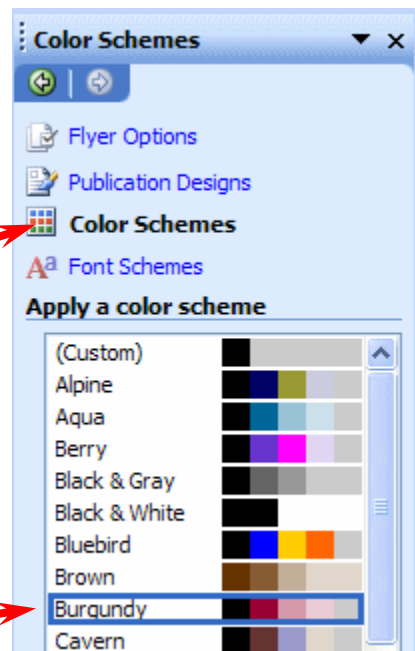 Color Schemes
Flyer Options
Publication Designs
Color Schemes
Font Schemes
Apply a color scheme
(Custom)
Alpine
Aqua
Berry
Black & Gray
Black & White
Bluebird
Brown
Burgundy
Cavern